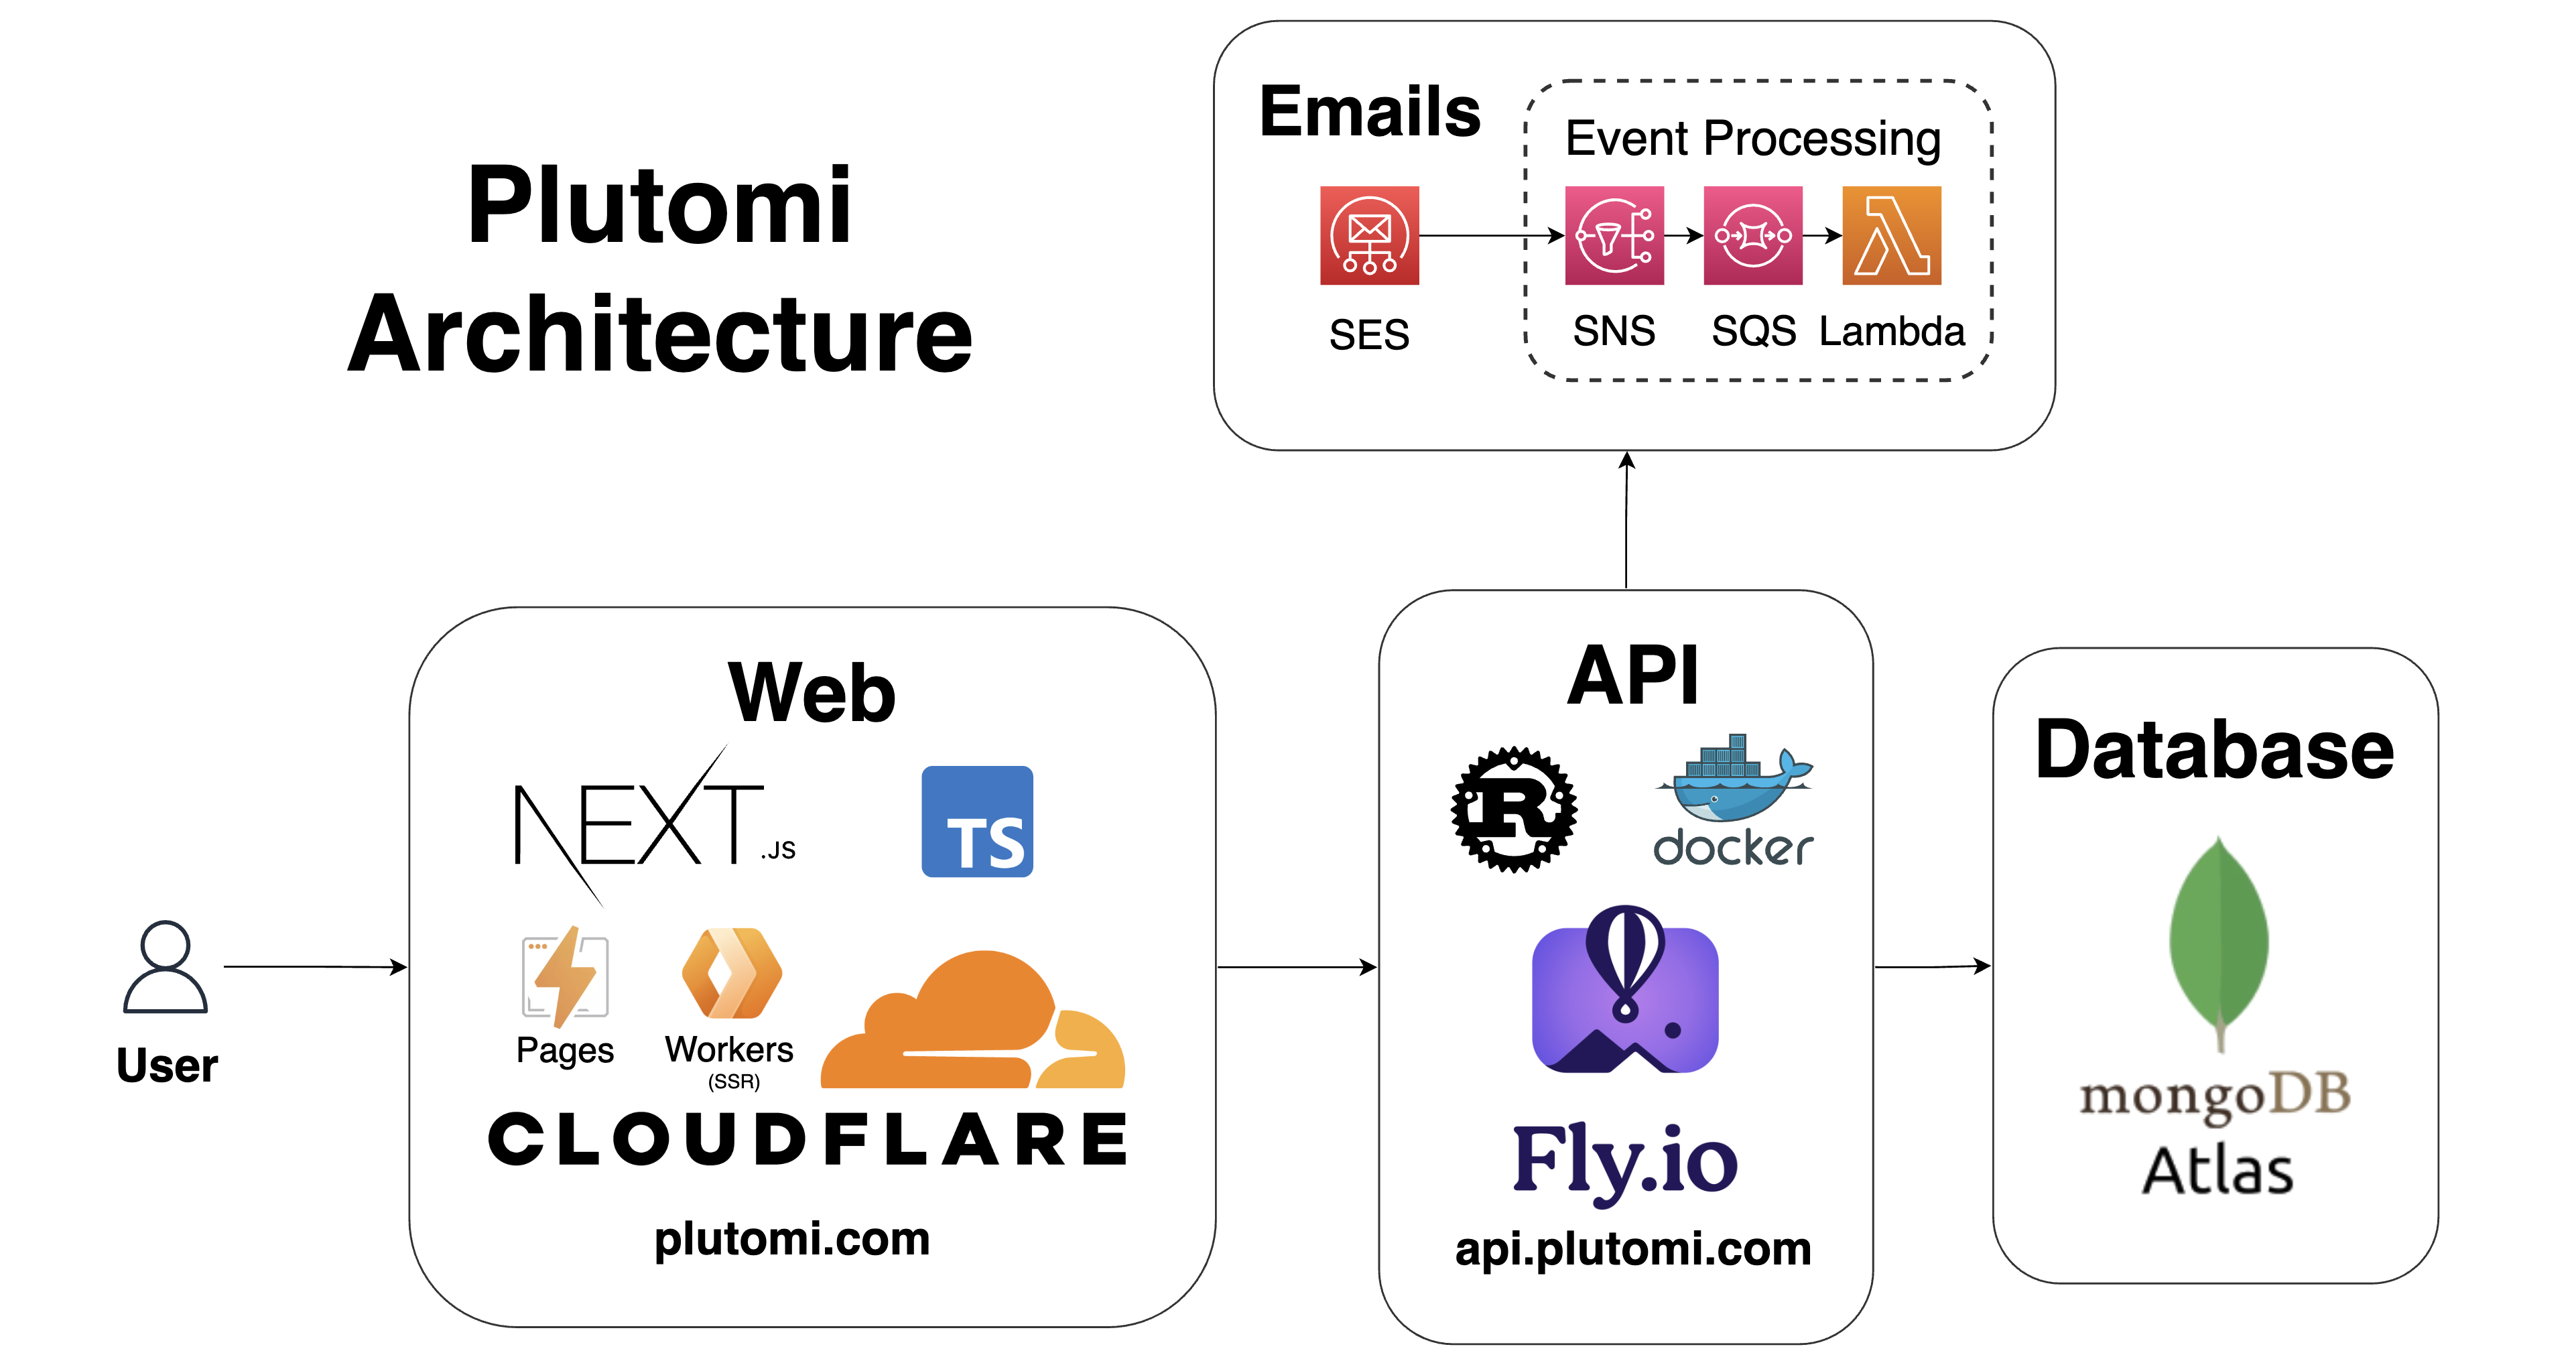 Plutomi
Architecture
Emails
Event Processing
SES
SNS
SQS
Lambda
User
Web
NEXT.JS
TS
Pages
Workers
(SSR)
CLOUDFLARE
plutomi.com
API
R
docker
Fly.io
api.plutomi.com
Database
mongoDB
Atlas